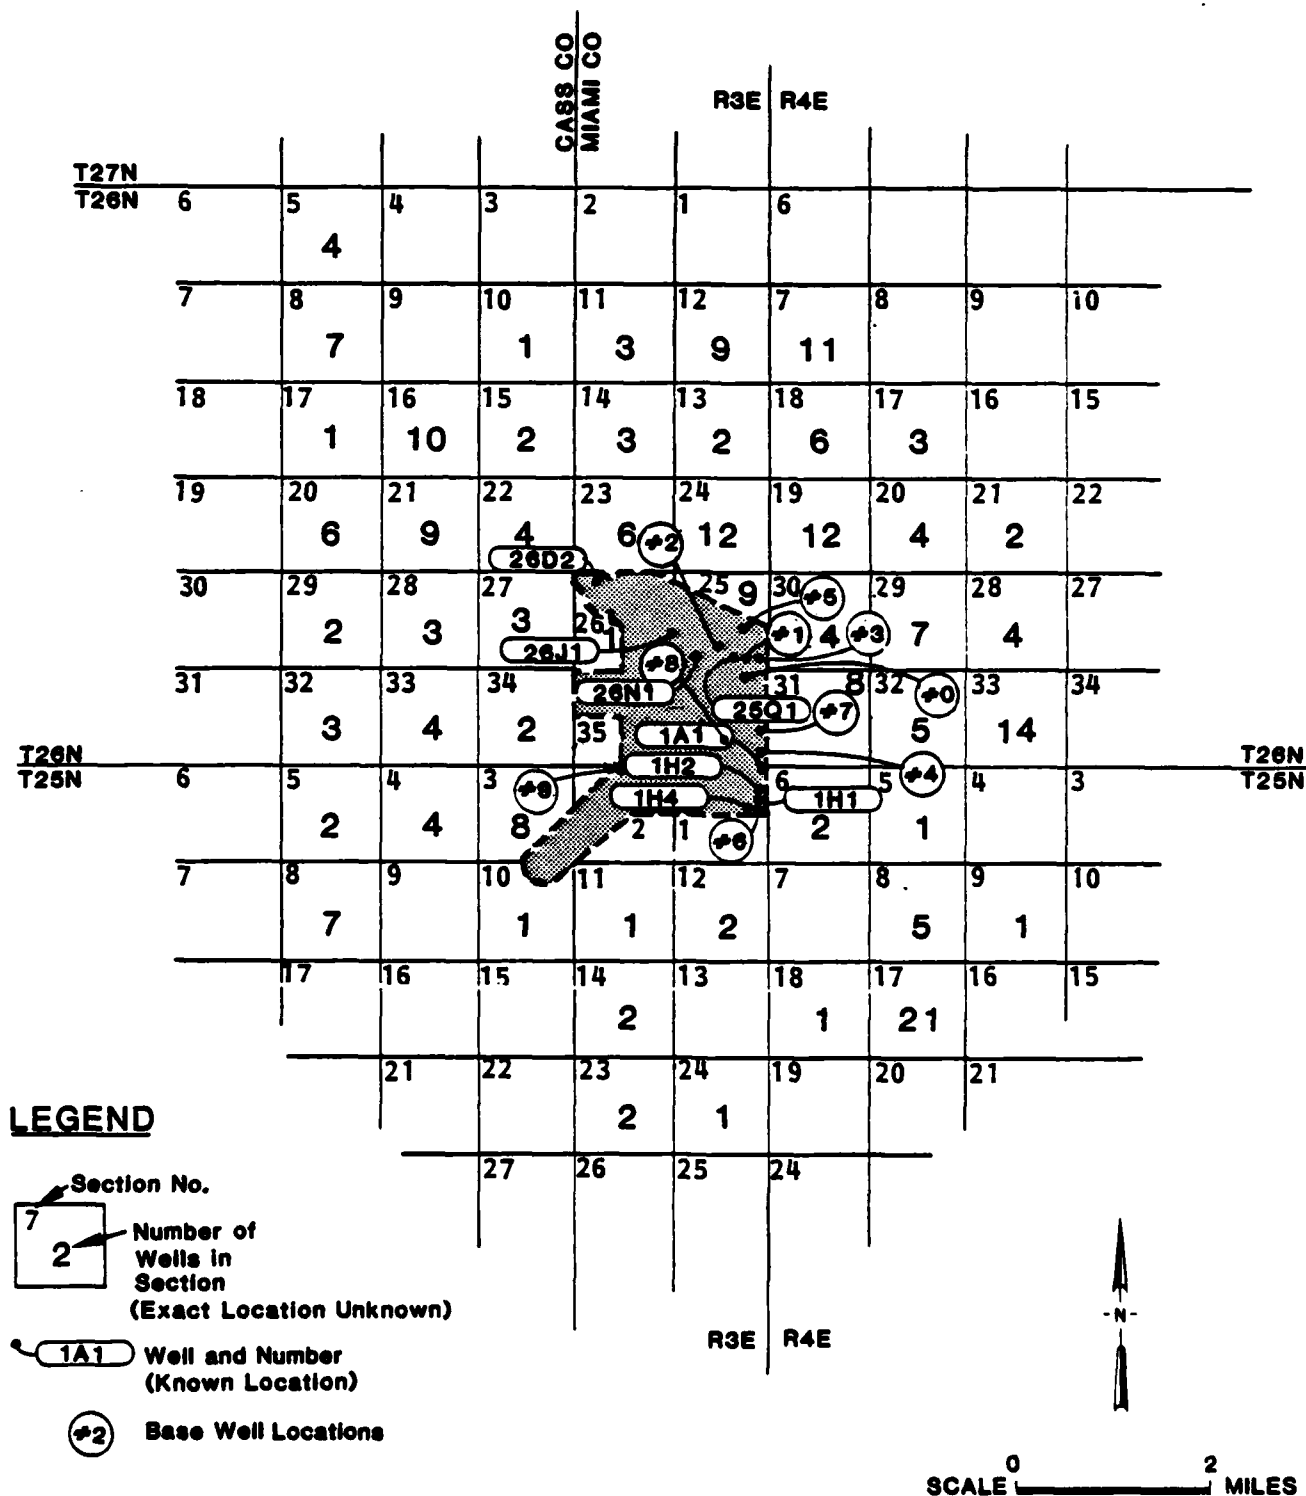 CASS CO
MIAMI CO
R3E R4E
T27N
T26N
6 5 4 3 2 1 6
4
7 8 9 10 11 12 7 8 9 10
7 1 3 9 11
18 17 16 15 14 13 18 17 16 15
1 10 2 3 2 6 3
19 20 21 22 23 24 19 20 21 22
6 9 4 6 #2 12 12 4 2
26D2
30 29 28 27 25 30 29 28 27
9 #5
2 3 3 26 1 #1 4 #3 7 4
26J1 #8
31 32 33 34 31 8 32 33 34
26N1 25Q1 #7 #0
3 4 2 35 1A1 5 14
T26N T26N
T25N T25N
1H2 #4
6 5 4 3 6 5 4 3
#9 1H4 1H1
2 4 8 2 1 #6 2 1
7 8 9 10 11 12 7 8 9 10
7 1 1 2 5 1
17 16 15 14 13 18 17 16 15
2 1 21
21 22 23 24 19 20 21
2 1
27 26 25 24
R3E R4E
LEGEND
Section No.
7
2
Number of
Wells in
Section
(Exact Location Unknown)
1A1 Well and Number
(Known Location)
#2 Base Well Locations
-N-
0 2
SCALE MILES